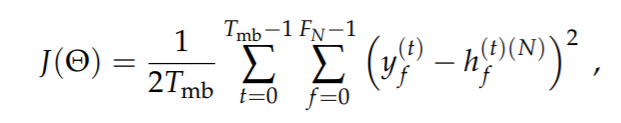 J(Θ) = \frac{1}{2T_{mb}} \sum_{t=0}^{T_{mb}-1} \sum_{f=0}^{F_N-1} \left( y_f^{(t)} - h_f^{(t)(N)} \right)^2 ,